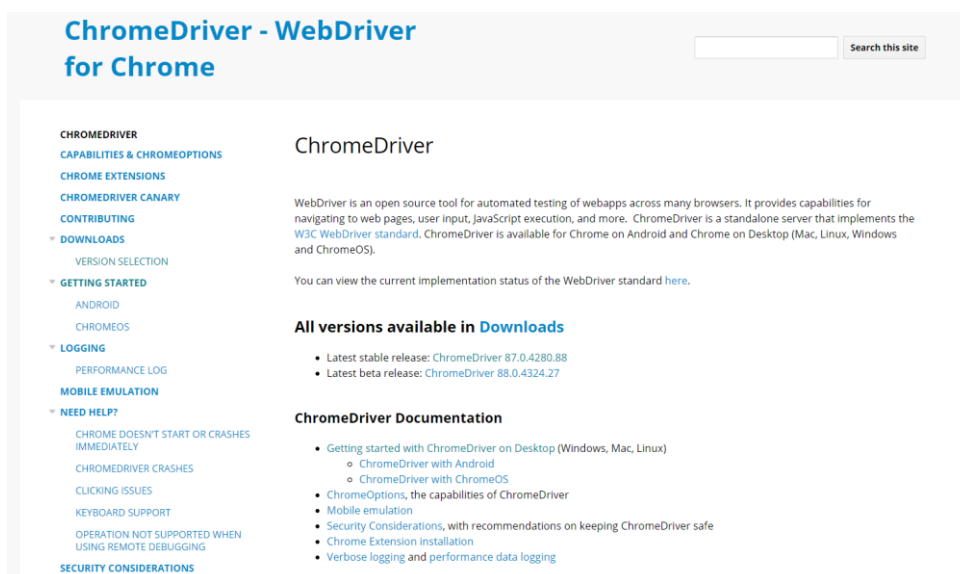 ChromeDriver - WebDriver
for Chrome
Search this site
CHROMEDRIVER
CAPABILITIES & CHROMEOPTIONS
CHROME EXTENSIONS
CHROMEDRIVER CANARY
CONTRIBUTING
DOWNLOADS
VERSION SELECTION
GETTING STARTED
ANDROID
CHROMEOS
LOGGING
PERFORMANCE LOG
MOBILE EMULATION
NEED HELP?
CHROME DOESN'T START OR CRASHES
IMMEDIATELY
CHROMEDRIVER CRASHES
CLICKING ISSUES
KEYBOARD SUPPORT
OPERATION NOT SUPPORTED WHEN
USING REMOTE DEBUGGING
SECURITY CONSIDERATIONS
ChromeDriver
WebDriver is an open source tool for automated testing of webapps across many browsers. It provides capabilities for
navigating to web pages, user input, JavaScript execution, and more.  ChromeDriver is a standalone server that implements the
W3C WebDriver standard. ChromeDriver is available for Chrome on Android and Chrome on Desktop (Mac, Linux, Windows
and ChromeOS).
You can view the current implementation status of the WebDriver standard here.
All versions available in Downloads
• Latest stable release: ChromeDriver 87.0.4280.88
• Latest beta release: ChromeDriver 88.0.4324.27
ChromeDriver Documentation
• Getting started with ChromeDriver on Desktop (Windows, Mac, Linux)
○ ChromeDriver with Android
○ ChromeDriver with ChromeOS
• ChromeOptions, the capabilities of ChromeDriver
• Mobile emulation
• Security Considerations, with recommendations on keeping ChromeDriver safe
• Chrome Extension installation
• Verbose logging and performance data logging